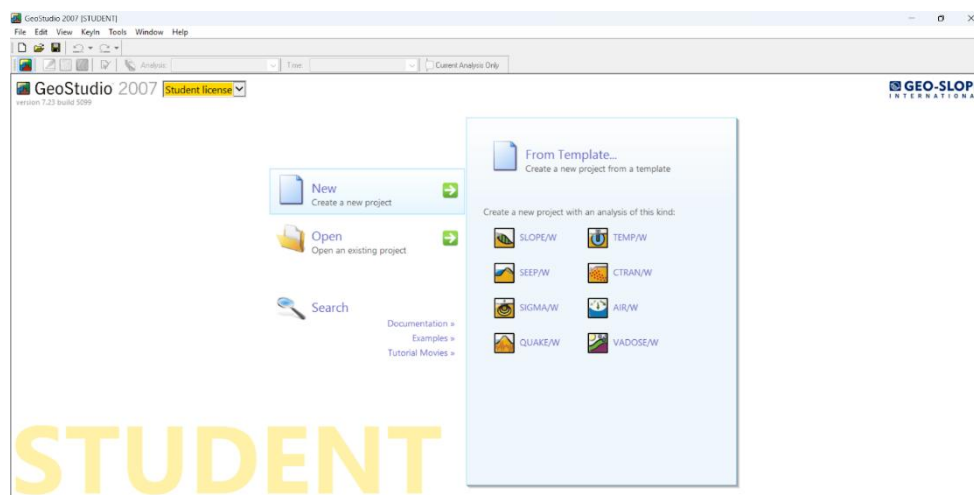 GeoStudio 2007 [STUDENT]
File Edit View KeyIn Tools Window Help
Analysis: Time: Current Analysis Only
GeoStudio 2007 Student license
version 7.23 build 5099
GEO-SLOP
INTERNATIONA
New
Create a new project
Open
Open an existing project
Search
Documentation »
Examples »
Tutorial Movies »
From Template...
Create a new project from a template
Create a new project with an analysis of this kind:
SLOPE/W TEMP/W
SEEP/W CTRAN/W
SIGMA/W AIR/W
QUAKE/W VADOSE/W
STUDENT